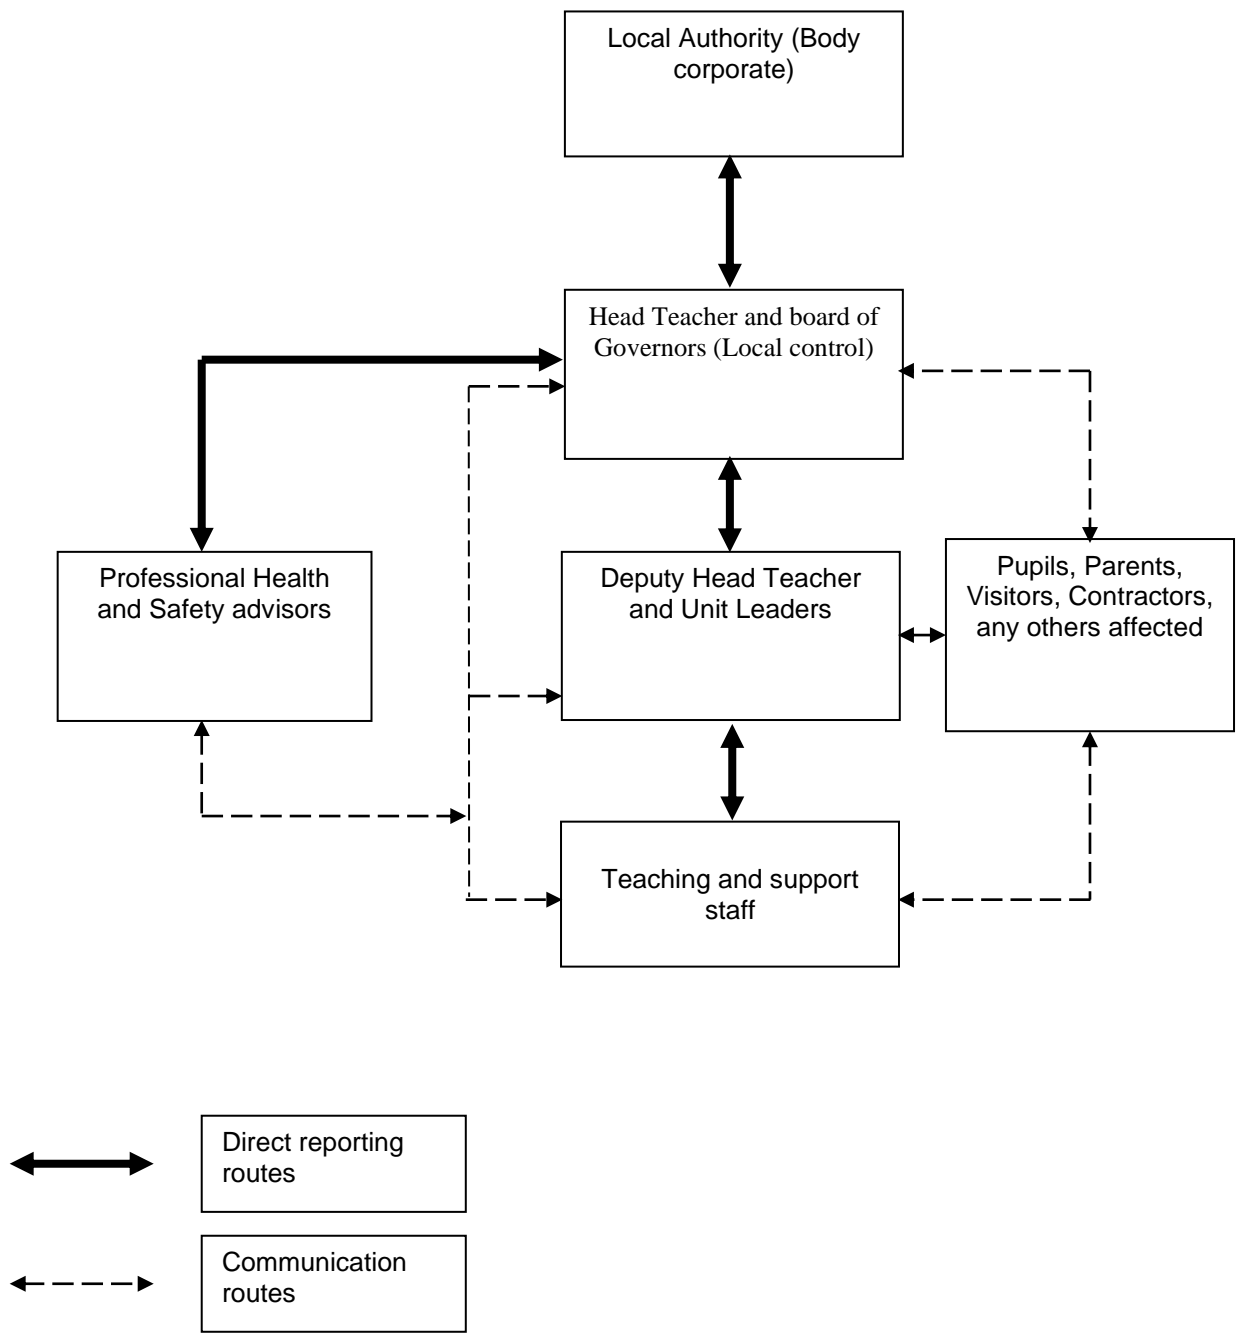 Local Authority (Body
corporate)
Head Teacher and board of
Governors (Local control)
Professional Health
and Safety advisors
Deputy Head Teacher
and Unit Leaders
Pupils, Parents,
Visitors, Contractors,
any others affected
Teaching and support
staff
Direct reporting
routes
Communication
routes